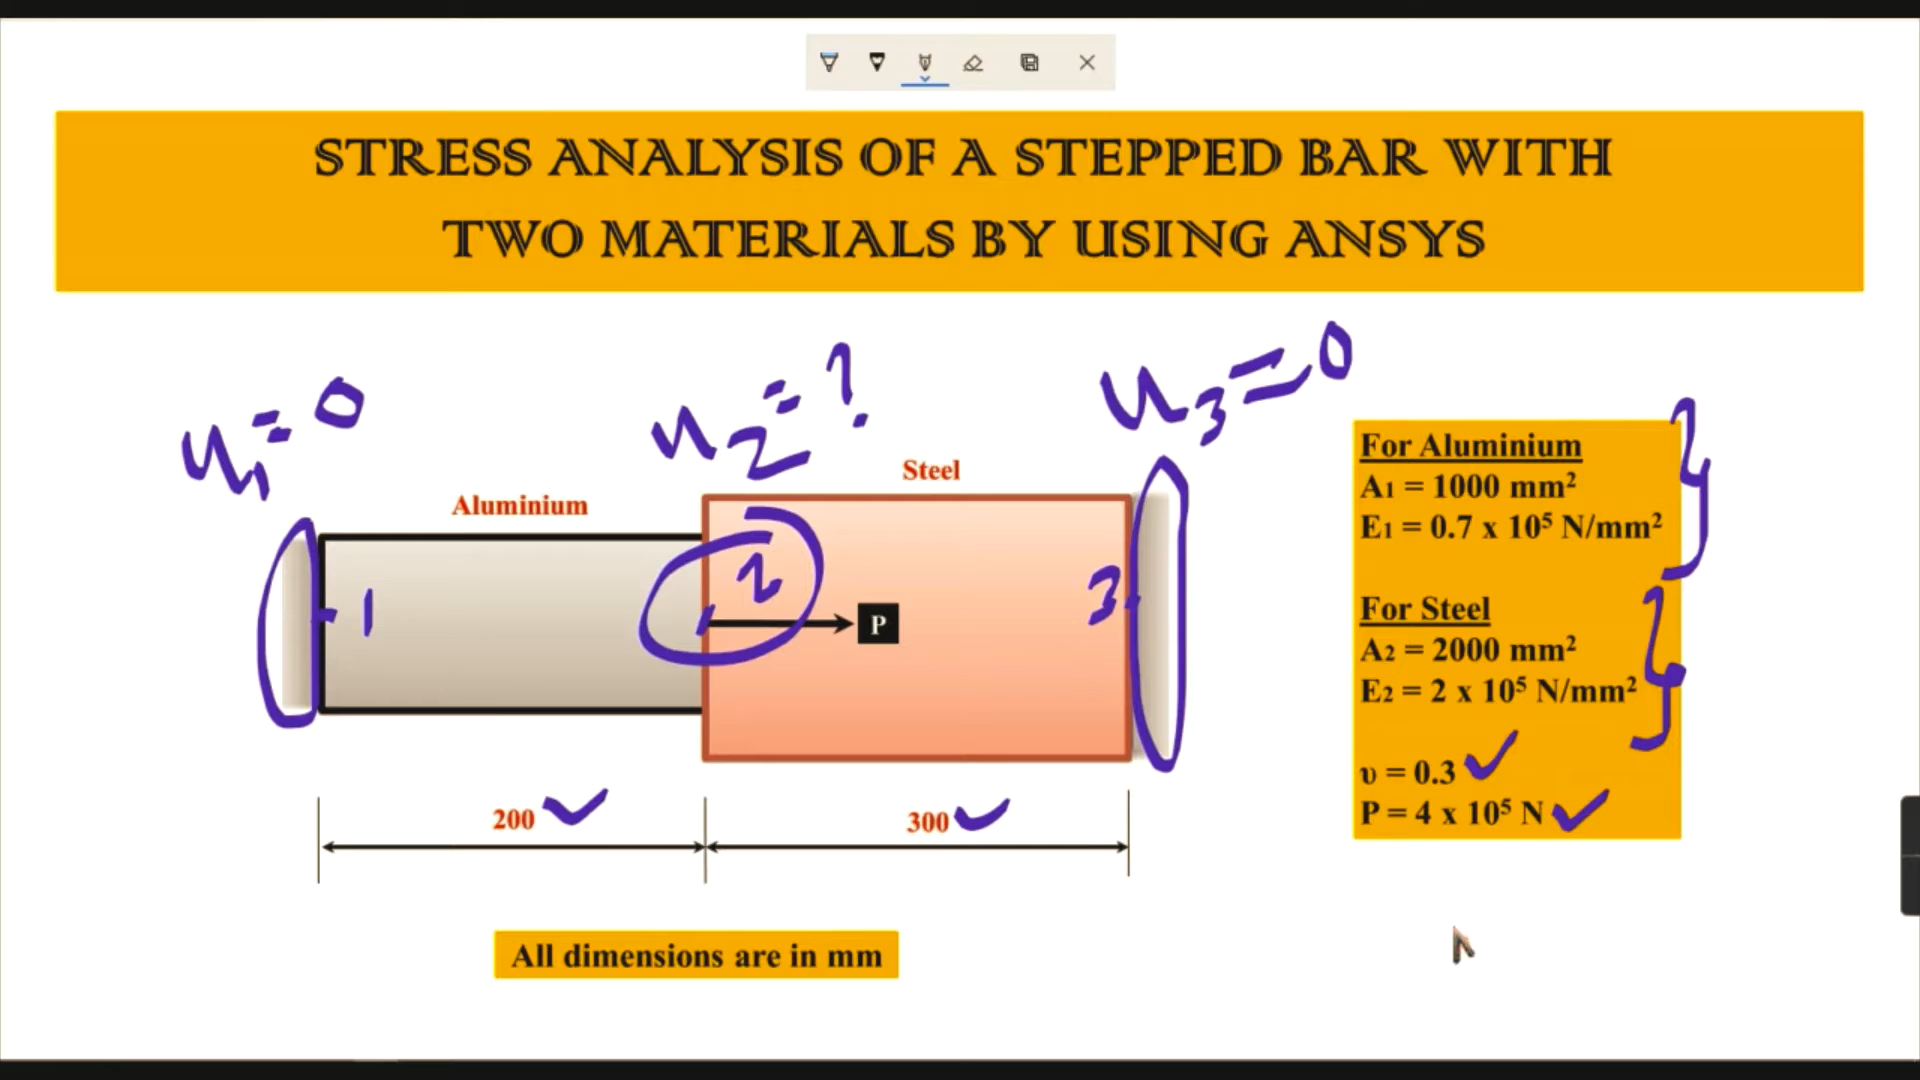 STRESS ANALYSIS OF A STEPPED BAR WITH
TWO MATERIALS BY USING ANSYS
u1=0
u2=?
u3=0
Aluminium
Steel
1
2
3
P
200
300
All dimensions are in mm
For Aluminium
A1 = 1000 mm²
E1 = 0.7 x 10⁵ N/mm²
For Steel
A2 = 2000 mm²
E2 = 2 x 10⁵ N/mm²
υ = 0.3
P = 4 x 10⁵ N